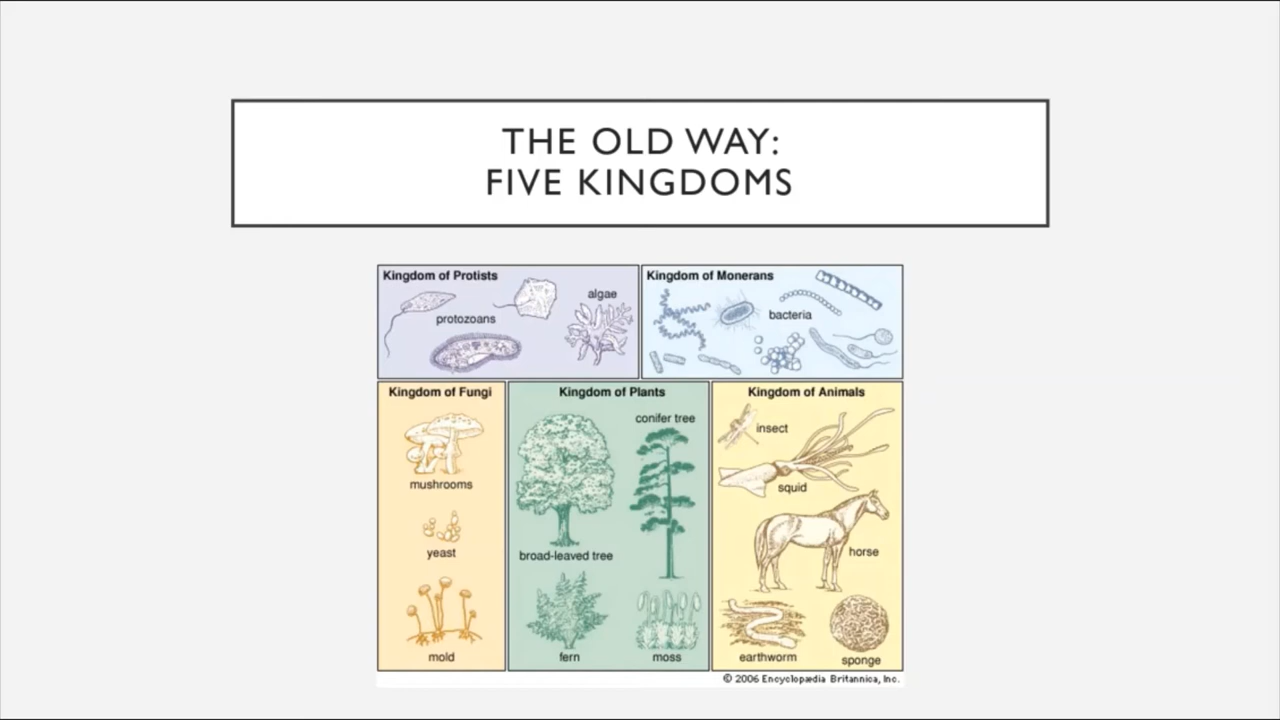 THE OLD WAY:
FIVE KINGDOMS
Kingdom of Protists
algae
protozoans
Kingdom of Monerans
bacteria
Kingdom of Fungi
mushrooms
yeast
mold
Kingdom of Plants
conifer tree
broad-leaved tree
fern
moss
Kingdom of Animals
insect
squid
horse
earthworm
sponge
© 2006 Encyclopædia Britannica, Inc.